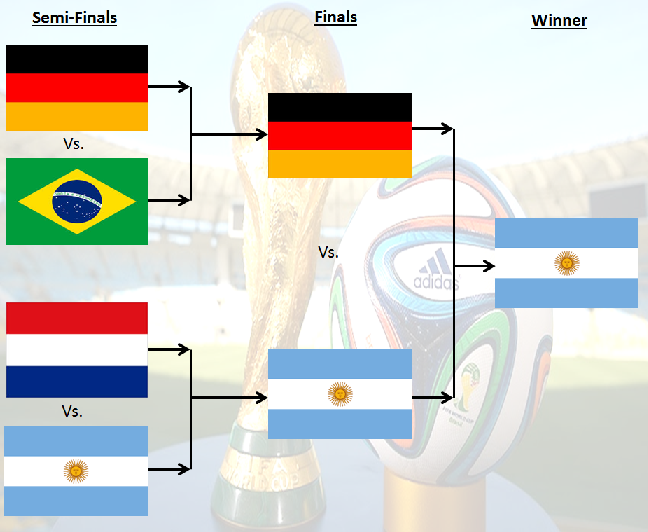 Semi-Finals
Finals
Winner
Vs.
Vs.
adidas
Vs.